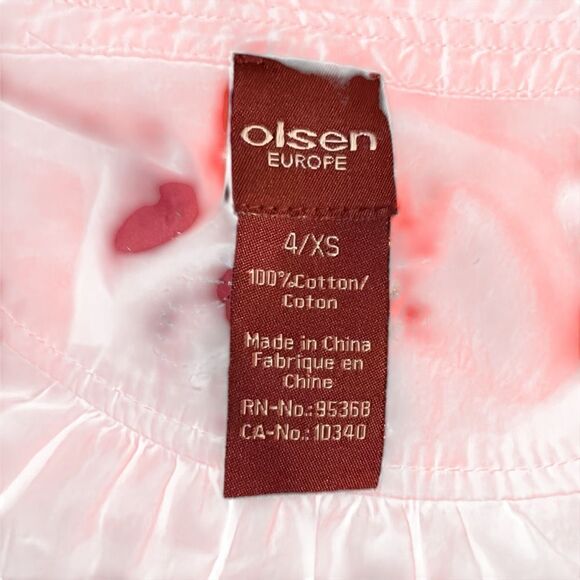 olsen
EUROPE
4/XS
100%Cotton/
Coton
Made in China
Fabrique en
Chine
RN-No.:95368
CA-No.:10340